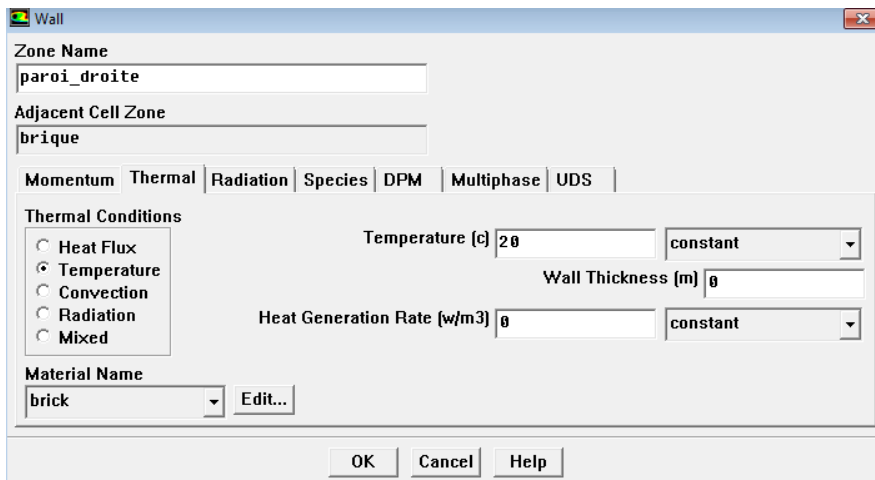 Wall
Zone Name
paroi_droite
Adjacent Cell Zone
brique
Momentum Thermal Radiation Species DPM Multiphase UDS
Thermal Conditions
Heat Flux
Temperature
Convection
Radiation
Mixed
Temperature (c) 20 constant
Wall Thickness (m) 0
Heat Generation Rate (w/m3) 0 constant
Material Name
brick Edit...
OK Cancel Help